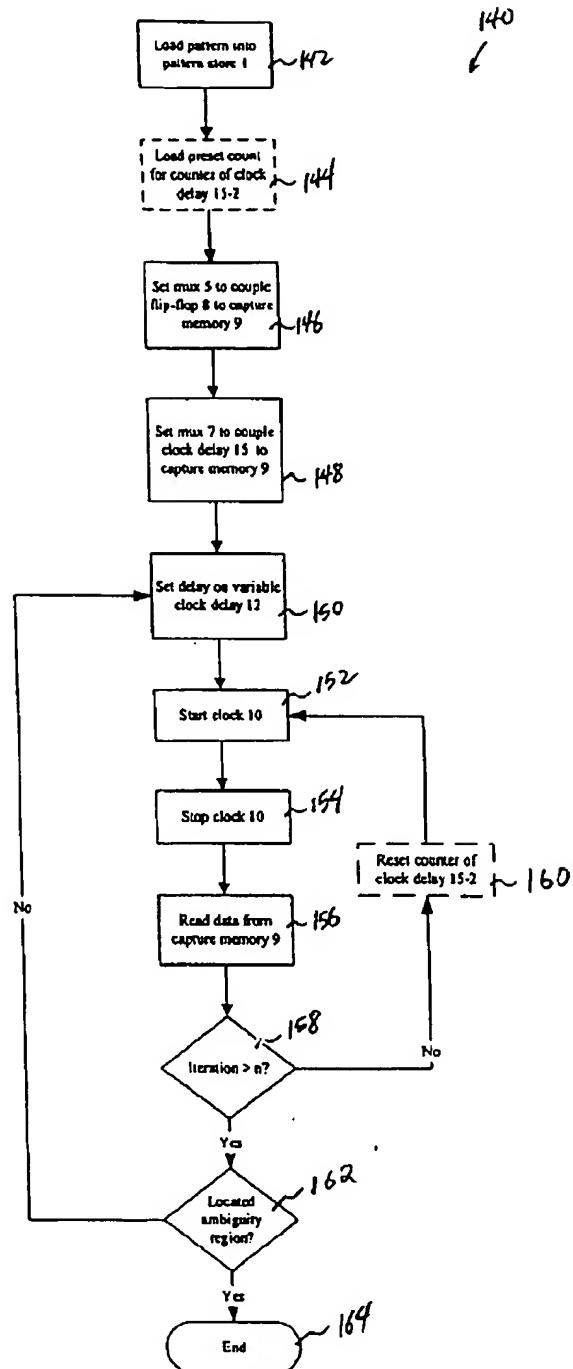 140
Load pattern into
pattern store 1
142
Load preset count
for counter of clock
delay 15-2
144
Set mux 5 to couple
flip-flop 8 to capture
memory 9
146
Set mux 7 to couple
clock delay 15 to
capture memory 9
148
Set delay on variable
clock delay 12
150
152
Start clock 10
Stop clock 10
154
Reset counter of
clock delay 15-2
160
No
Read data from
capture memory 9
156
158
Iteration > n?
No
Yes
162
Located
ambiguity
region?
Yes
End
164